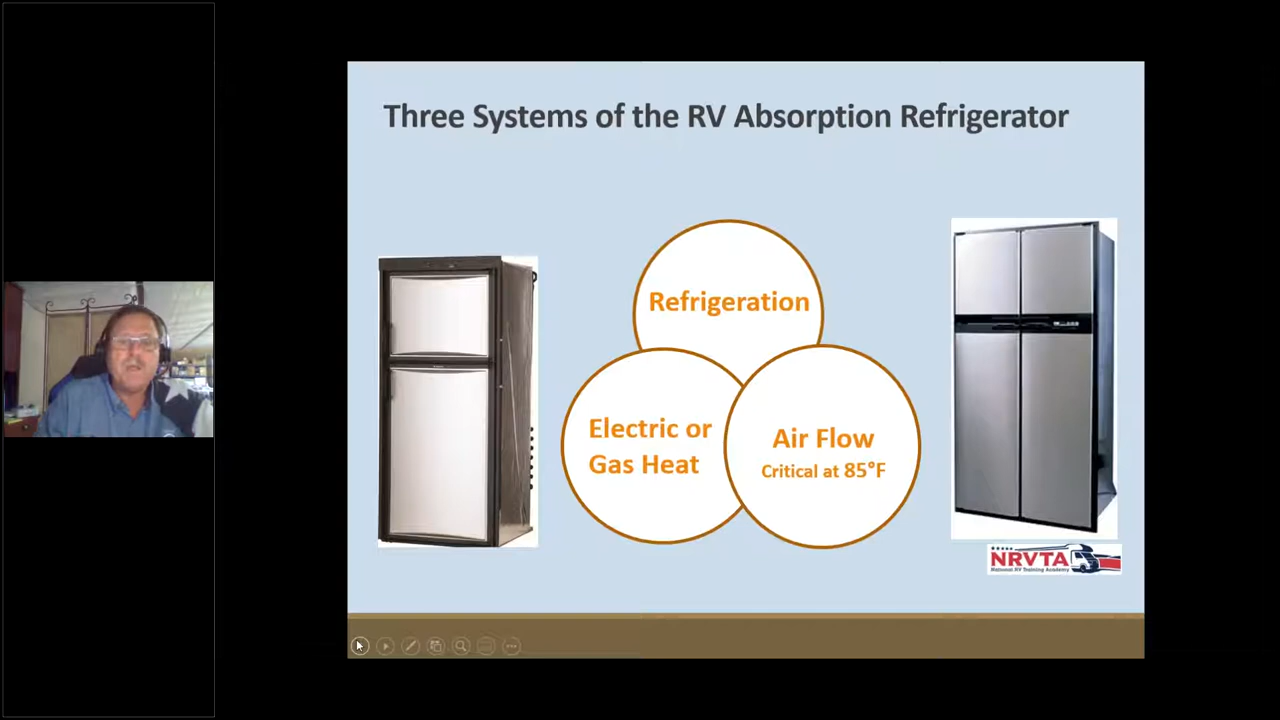 Three Systems of the RV Absorption Refrigerator
Refrigeration
Electric or
Gas Heat
Air Flow
Critical at 85°F
NRVTA
National RV Training Academy